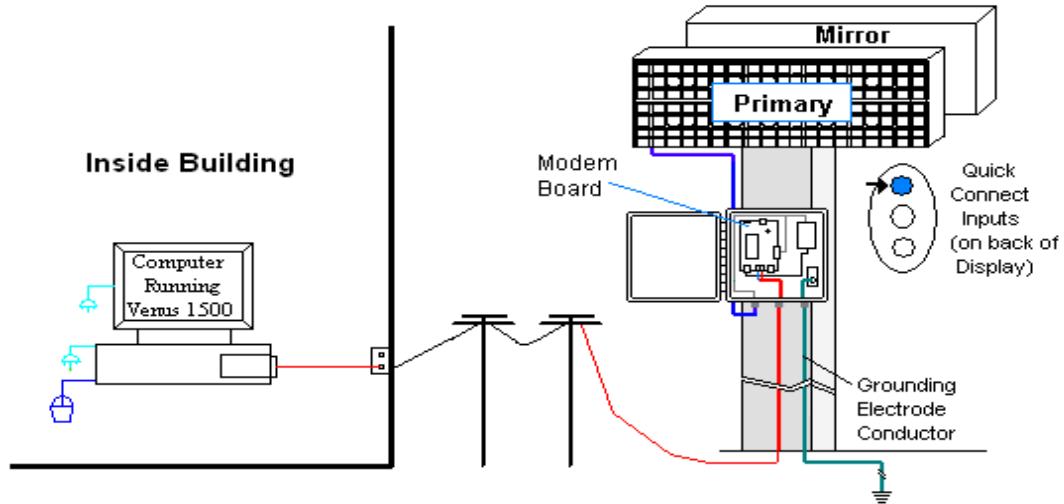 Mirror
Primary
Inside Building
Modem
Board
Quick
Connect
Inputs
(on back of
Display)
Computer
Running
Venus 1500
Grounding
Electrode
Conductor